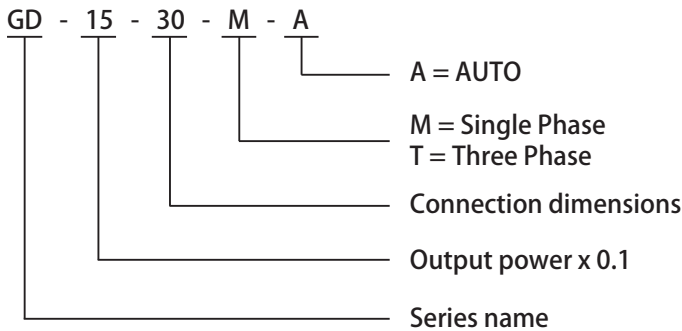 GD - 15 - 30 - M - A
A = AUTO
M = Single Phase
T = Three Phase
Connection dimensions
Output power x 0.1
Series name